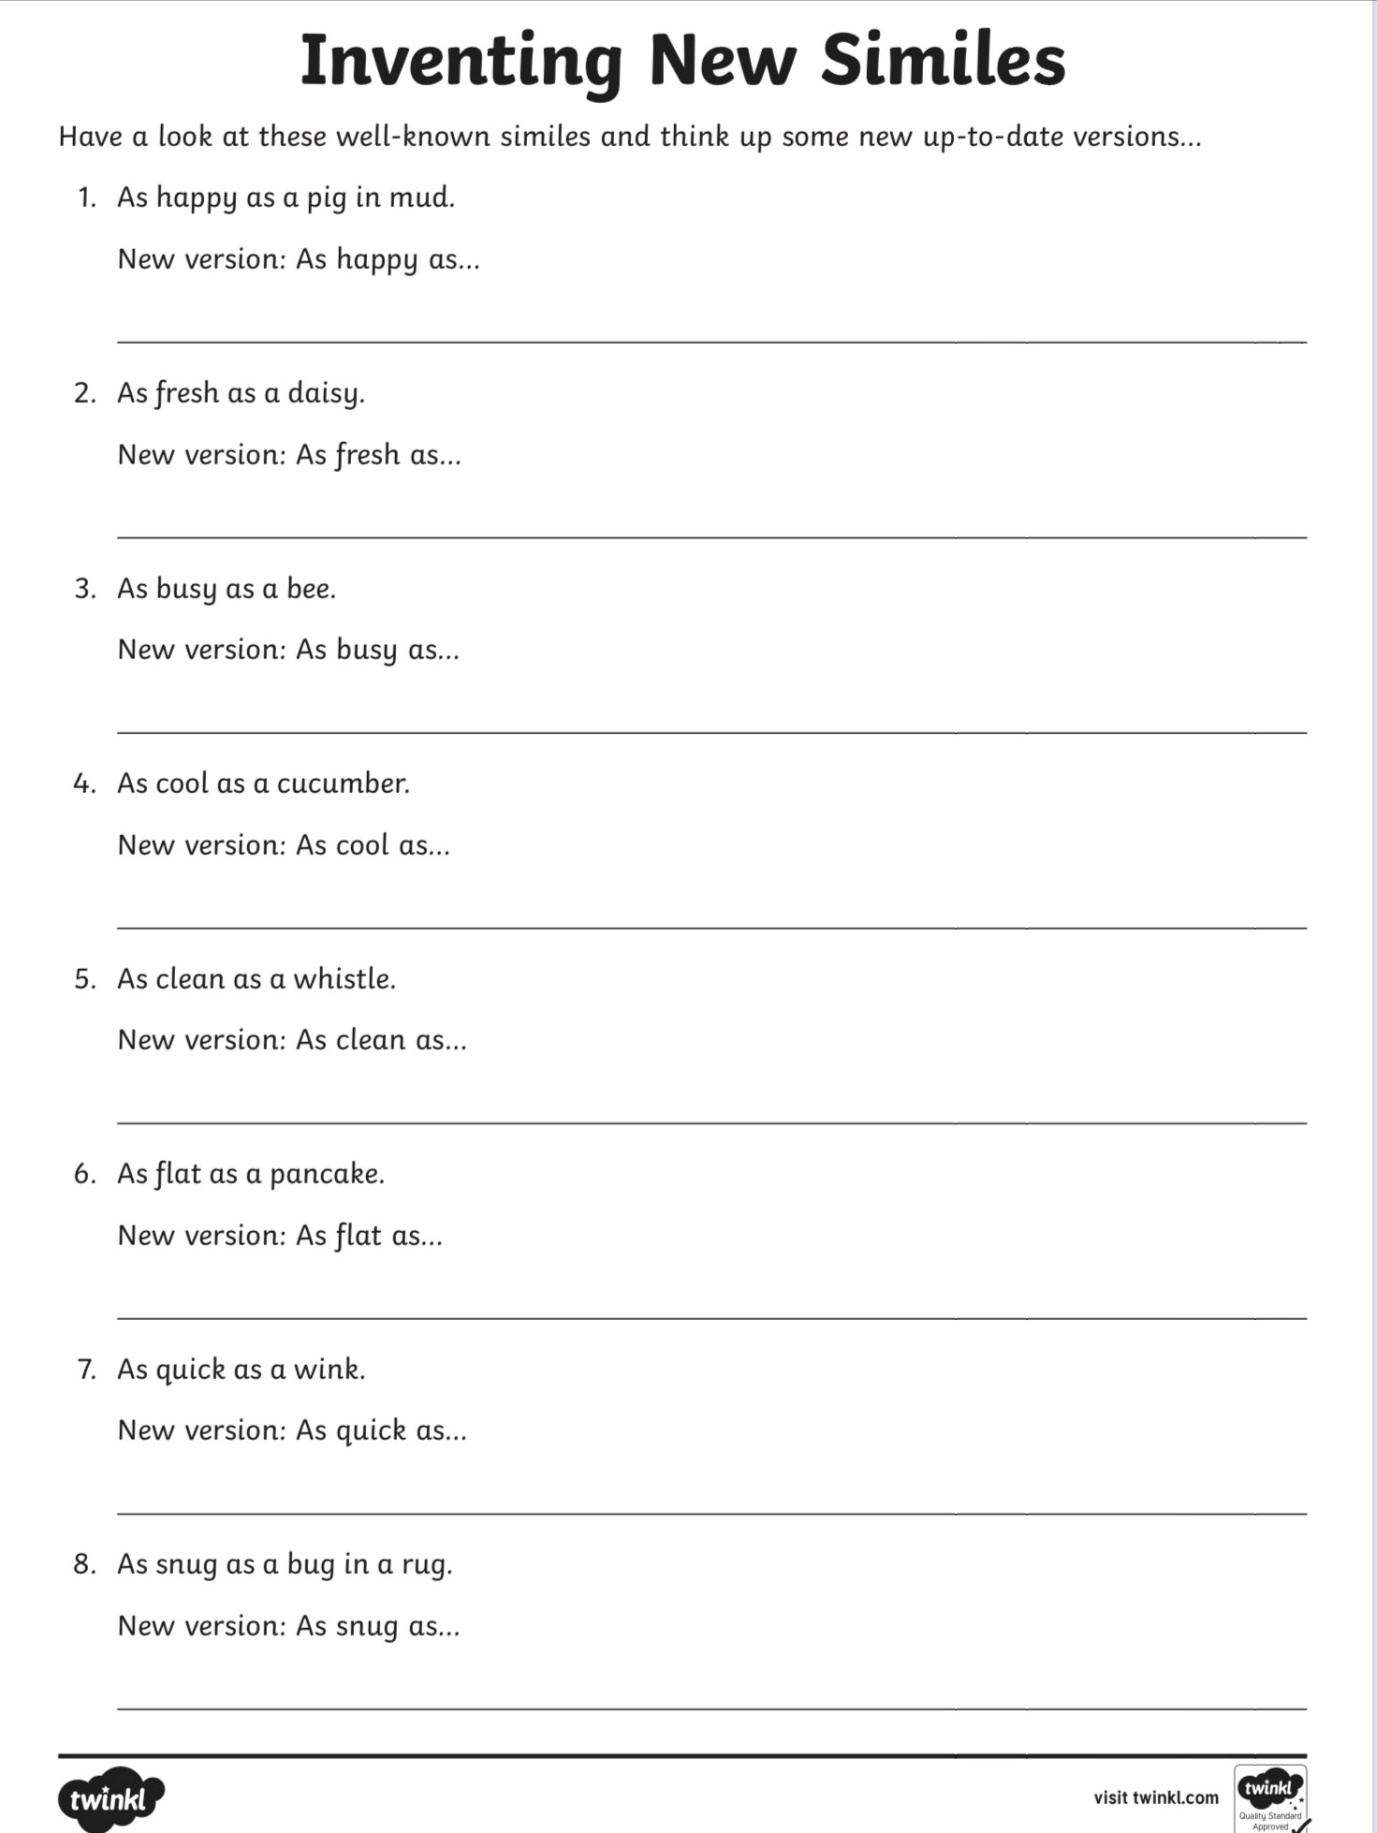 Inventing New Similes
Have a look at these well-known similes and think up some new up-to-date versions...
1. As happy as a pig in mud.
New version: As happy as...
2. As fresh as a daisy.
New version: As fresh as...
3. As busy as a bee.
New version: As busy as...
4. As cool as a cucumber.
New version: As cool as...
5. As clean as a whistle.
New version: As clean as...
6. As flat as a pancake.
New version: As flat as...
7. As quick as a wink.
New version: As quick as...
8. As snug as a bug in a rug.
New version: As snug as...
twinkl
visit twinkl.com
twinkl
Quality Standard
Approved